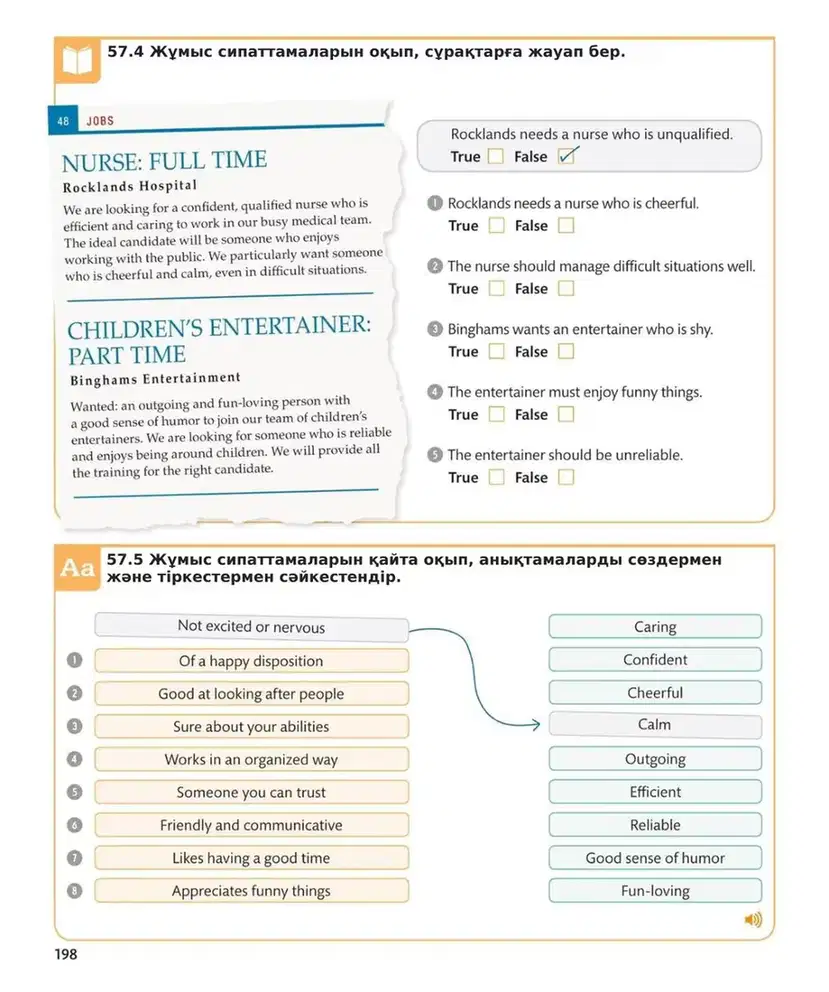 57.4 Жұмыс сипаттамаларын оқып, сұрақтарға жауап бер.
48 JOBS
NURSE: FULL TIME
Rocklands Hospital
We are looking for a confident, qualified nurse who is
efficient and caring to work in our busy medical team.
The ideal candidate will be someone who enjoys
working with the public. We particularly want someone
who is cheerful and calm, even in difficult situations.
CHILDREN'S ENTERTAINER:
PART TIME
Binghams Entertainment
Wanted: an outgoing and fun-loving person with
a good sense of humor to join our team of children's
entertainers. We are looking for someone who is reliable
and enjoys being around children. We will provide all
the training for the right candidate.
Rocklands needs a nurse who is unqualified.
True False
1 Rocklands needs a nurse who is cheerful.
True False
2 The nurse should manage difficult situations well.
True False
3 Binghams wants an entertainer who is shy.
True False
4 The entertainer must enjoy funny things.
True False
5 The entertainer should be unreliable.
True False
Aa
57.5 Жұмыс сипаттамаларын қайта оқып, анықтамаларды сөздермен
және тіркестермен сәйкестендір.
Not excited or nervous
1 Of a happy disposition
2 Good at looking after people
3 Sure about your abilities
4 Works in an organized way
5 Someone you can trust
6 Friendly and communicative
7 Likes having a good time
8 Appreciates funny things
Caring
Confident
Cheerful
Calm
Outgoing
Efficient
Reliable
Good sense of humor
Fun-loving
198